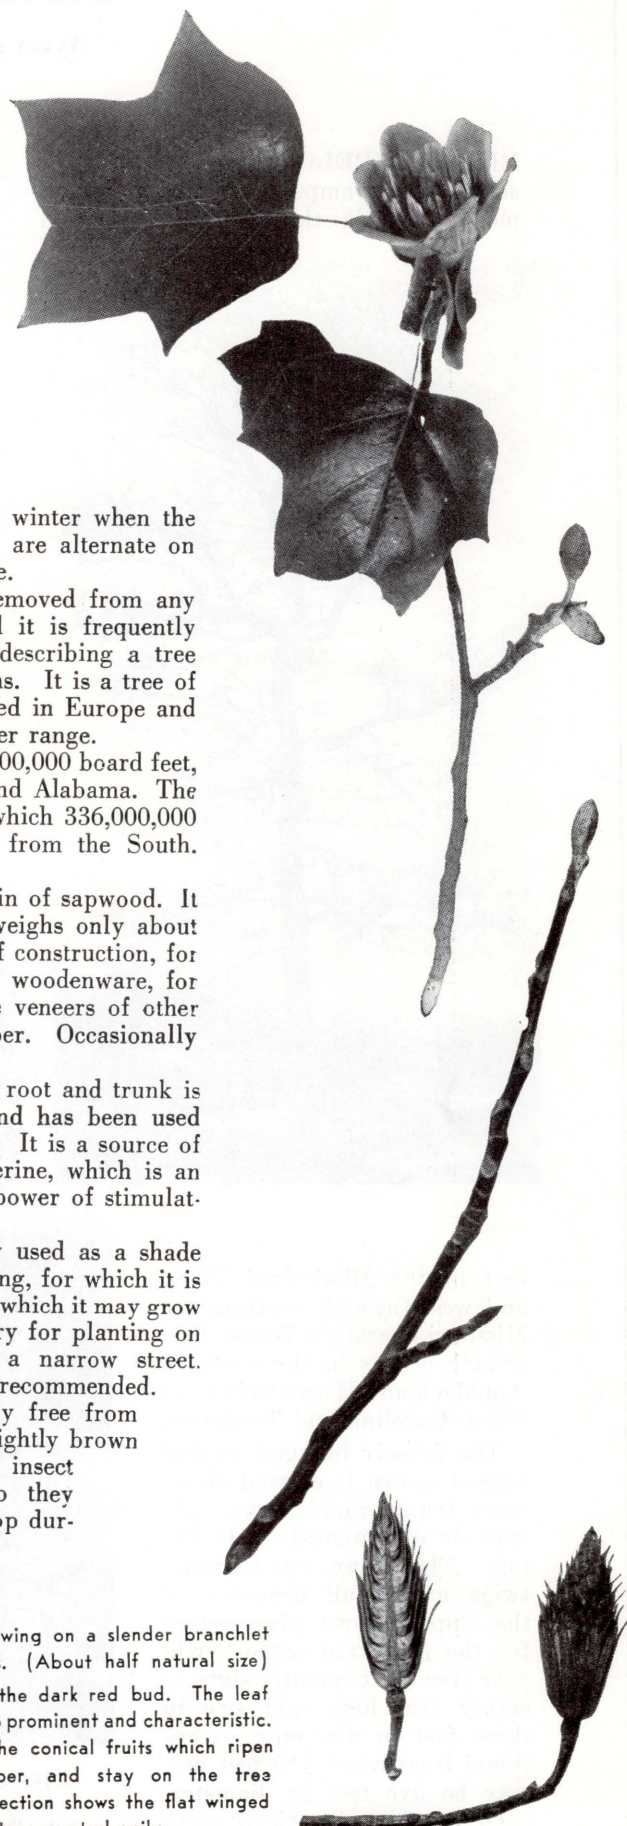 winter when the
are alternate on
e.
emoved from any
it is frequently
describing a tree
ns. It is a tree of
ed in Europe and
er range.
00,000 board feet,
nd Alabama. The
which 336,000,000
from the South.
in of sapwood. It
weighs only about
f construction, for
woodenware, for
veneers of other
per. Occasionally
root and trunk is
nd has been used
It is a source of
erine, which is an
power of stimulat-
used as a shade
ng, for which it is
which it may grow
ry for planting on
a narrow street.
recommended.
y free from
ightly brown
insect
o they
op dur-
wing on a slender branchlet
s. (About half natural size)
the dark red bud. The leaf
prominent and characteristic.
he conical fruits which ripen
ber, and stay on the tree
ection shows the flat winged